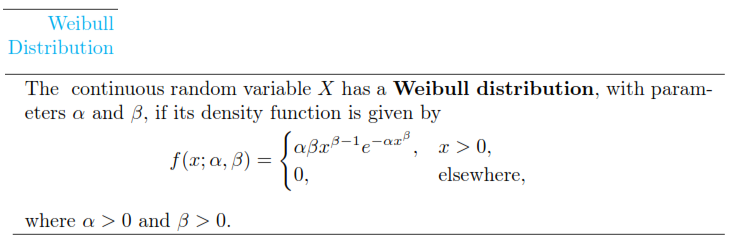 Weibull
Distribution
The continuous random variable X has a Weibull distribution, with param-
eters α and β, if its density function is given by
f(x; α, β) = { αβx^{β−1}e^{−αx^β}, x > 0,
0, elsewhere,
where α > 0 and β > 0.